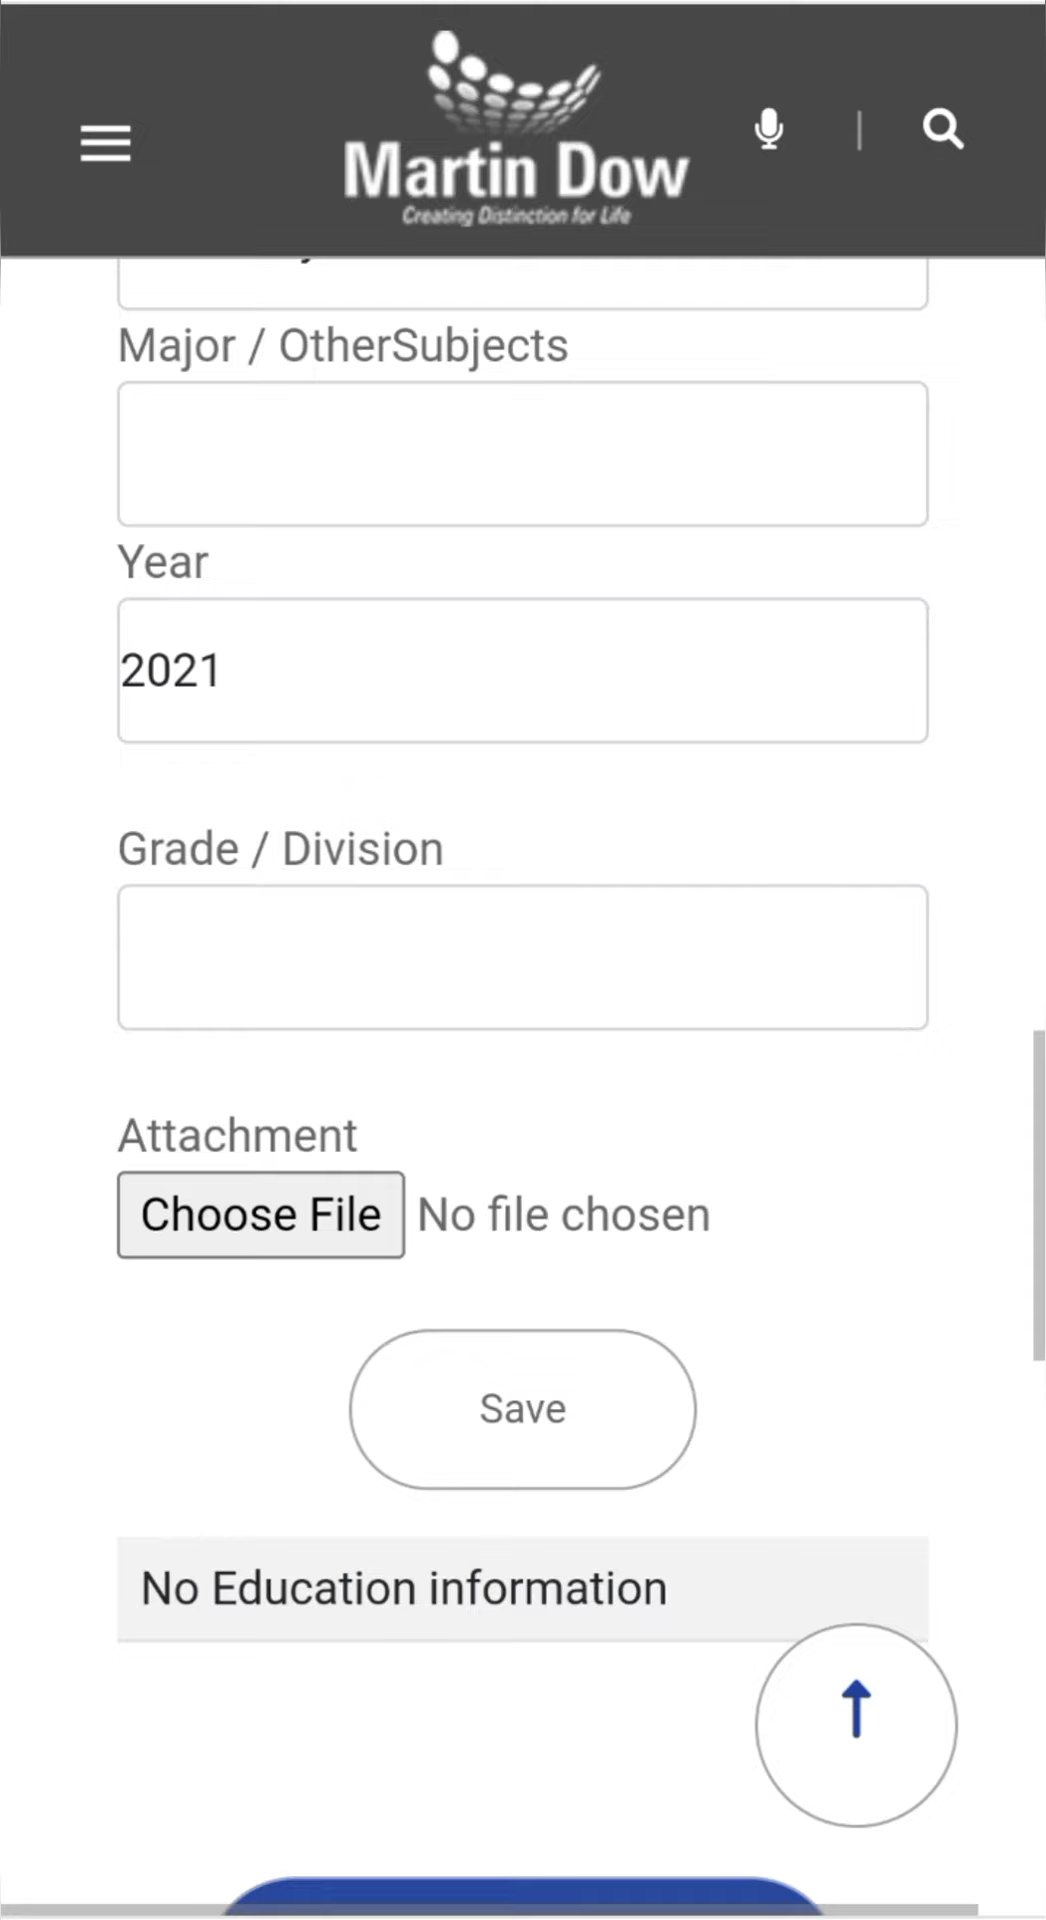 Martin Dow
Creating Distinction for Life
Major / OtherSubjects
Year
2021
Grade / Division
Attachment
Choose File No file chosen
Save
No Education information